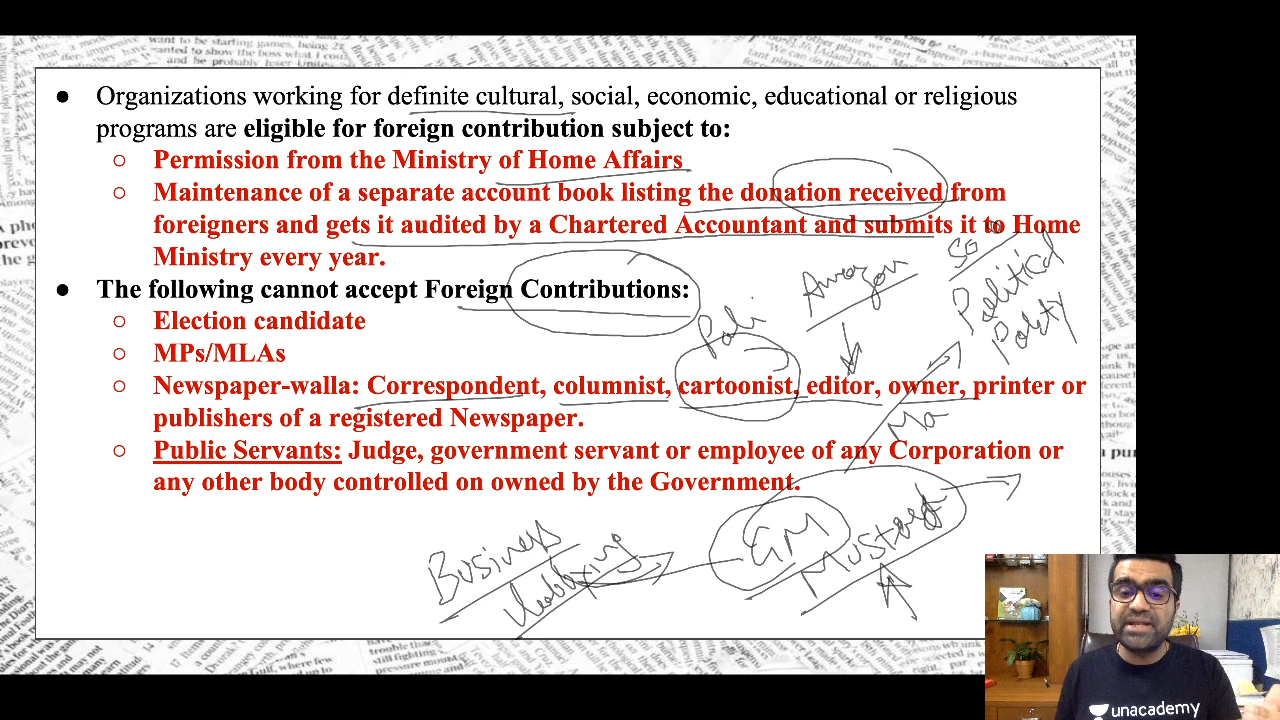 ● Organizations working for definite cultural, social, economic, educational or religious
programs are eligible for foreign contribution subject to:
○ Permission from the Ministry of Home Affairs
○ Maintenance of a separate account book listing the donation received from
foreigners and gets it audited by a Chartered Accountant and submits it to Home
Ministry every year.
● The following cannot accept Foreign Contributions:
○ Election candidate
○ MPs/MLAs
○ Newspaper-walla: Correspondent, columnist, cartoonist, editor, owner, printer or
publishers of a registered Newspaper.
○ Public Servants: Judge, government servant or employee of any Corporation or
any other body controlled on owned by the Government.
Amazon
Political
Business
GM
Mustard
unacademy